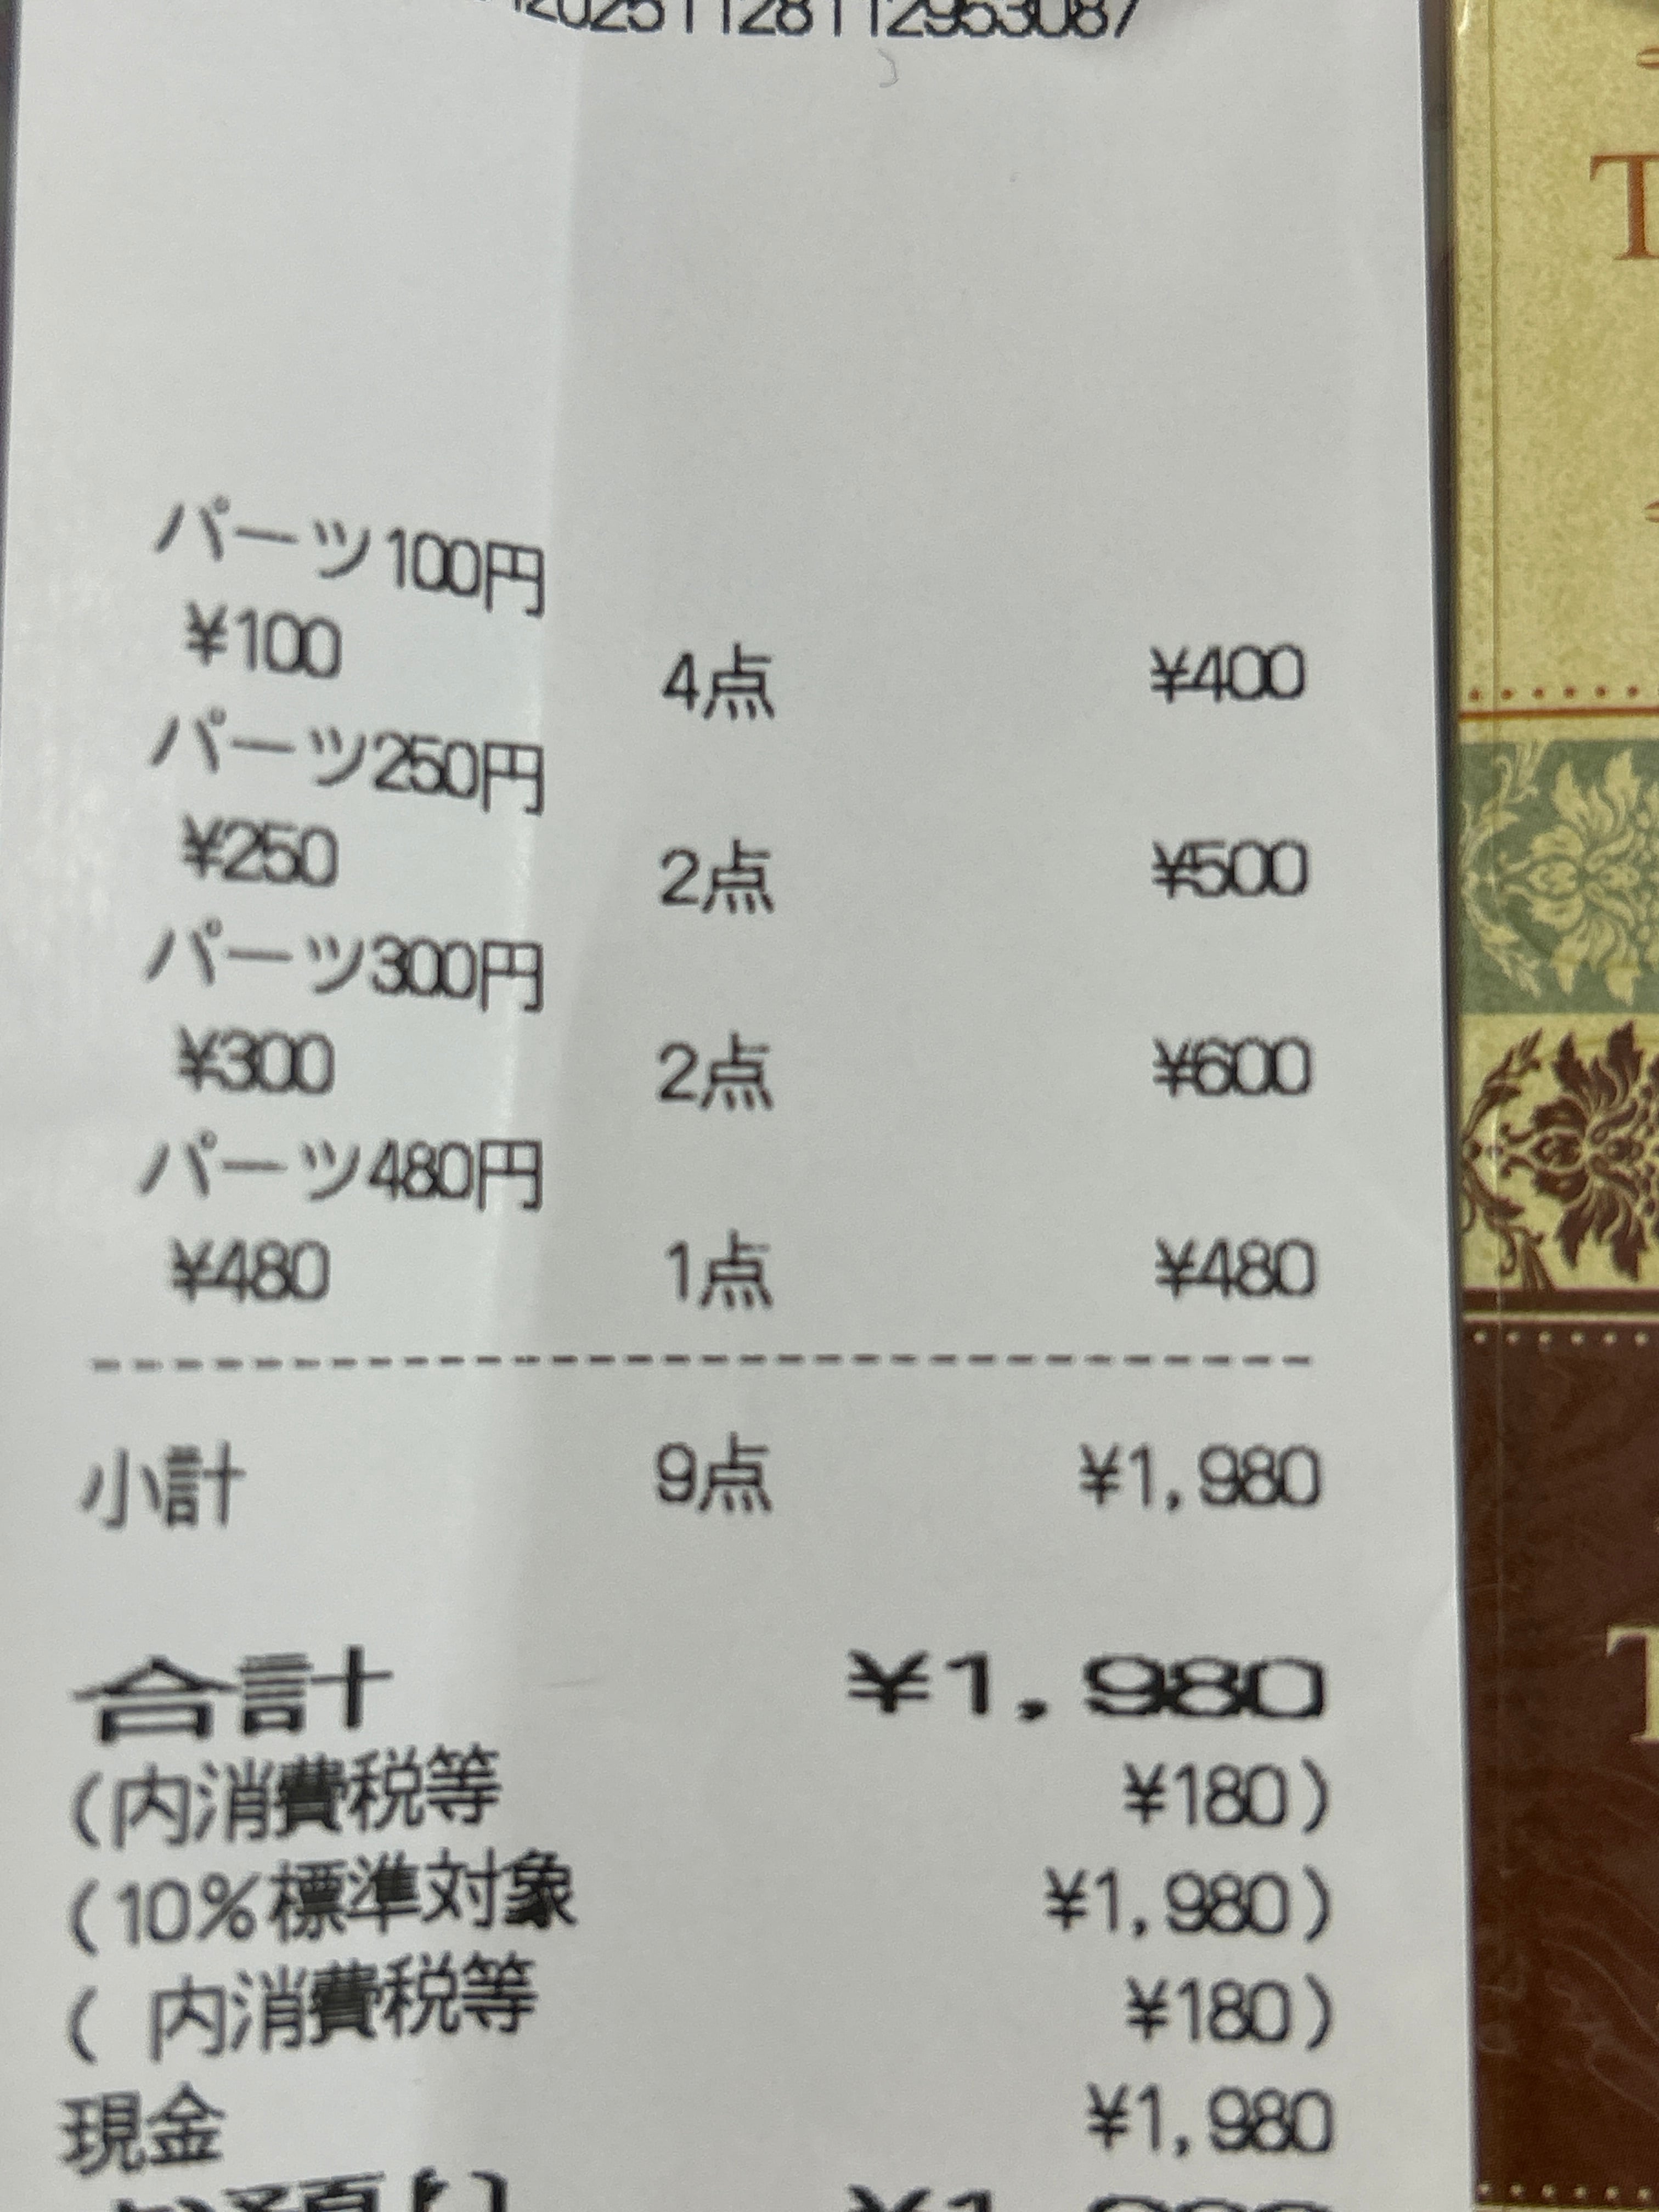 20251128112953087
パーツ100円
¥100 4点 ¥400
パーツ250円
¥250 2点 ¥500
パーツ300円
¥300 2点 ¥600
パーツ480円
¥480 1点 ¥480
小計 9点 ¥1,980
合計 ¥1,980
(内消費税等 ¥180)
(10%標準対象 ¥1,980)
( 内消費税等 ¥180)
現金 ¥1,980
T
T